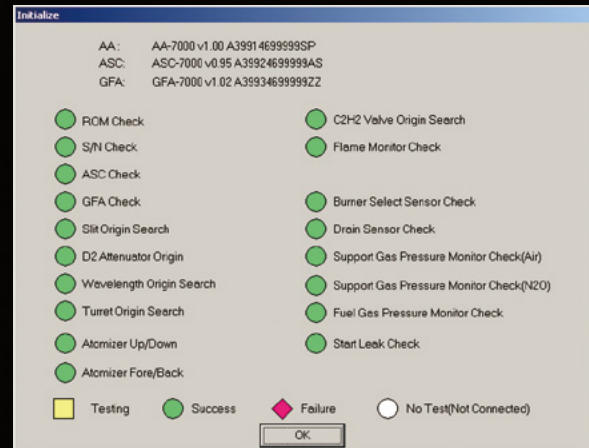 Initialize
AA: AA-7000 v1.00 A39914699999SP
ASC: ASC-7000 v0.95 A39924699999AS
GFA: GFA-7000 v1.02 A39934699999ZZ
ROM Check
S/N Check
ASC Check
GFA Check
Slit Origin Search
D2 Attenuator Origin
Wavelength Origin Search
Turret Origin Search
Atomizer Up/Down
Atomizer Fore/Back
C2H2 Valve Origin Search
Flame Monitor Check
Burner Select Sensor Check
Drain Sensor Check
Support Gas Pressure Monitor Check(Air)
Support Gas Pressure Monitor Check(N2O)
Fuel Gas Pressure Monitor Check
Start Leak Check
Testing Success Failure No Test(Not Connected)
OK